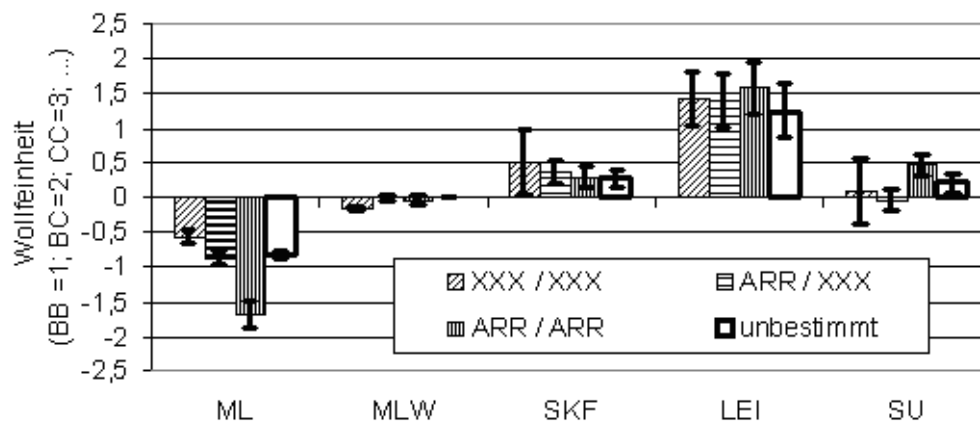 Wollfeinheit
(BB =1; BC=2; CC=3; ...)
2,5
2
1,5
1
0,5
0
-0,5
-1
-1,5
-2
-2,5
XXX / XXX
ARR / XXX
ARR / ARR
unbestimmt
ML
MLW
SKF
LEI
SU